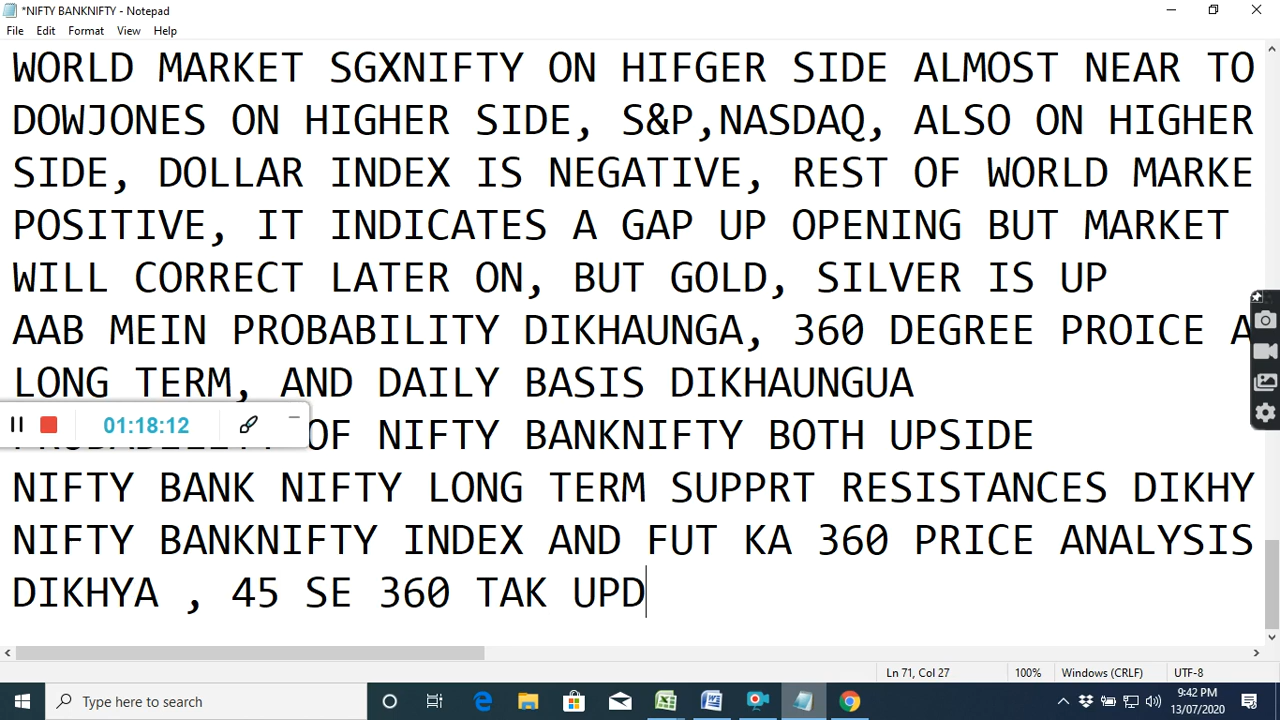 *NIFTY BANKNIFTY - Notepad
File Edit Format View Help
WORLD MARKET SGXNIFTY ON HIFGER SIDE ALMOST NEAR TO
DOWJONES ON HIGHER SIDE, S&P,NASDAQ, ALSO ON HIGHER
SIDE, DOLLAR INDEX IS NEGATIVE, REST OF WORLD MARKE
POSITIVE, IT INDICATES A GAP UP OPENING BUT MARKET
WILL CORRECT LATER ON, BUT GOLD, SILVER IS UP
AAB MEIN PROBABILITY DIKHAUNGA, 360 DEGREE PROICE A
LONG TERM, AND DAILY BASIS DIKHAUNGUA
01:18:12
OF NIFTY BANKNIFTY BOTH UPSIDE
NIFTY BANK NIFTY LONG TERM SUPPRT RESISTANCES DIKHY
NIFTY BANKNIFTY INDEX AND FUT KA 360 PRICE ANALYSIS
DIKHYA , 45 SE 360 TAK UPD
Ln 71, Col 27 100% Windows (CRLF) UTF-8
Type here to search
9:42 PM
13/07/2020